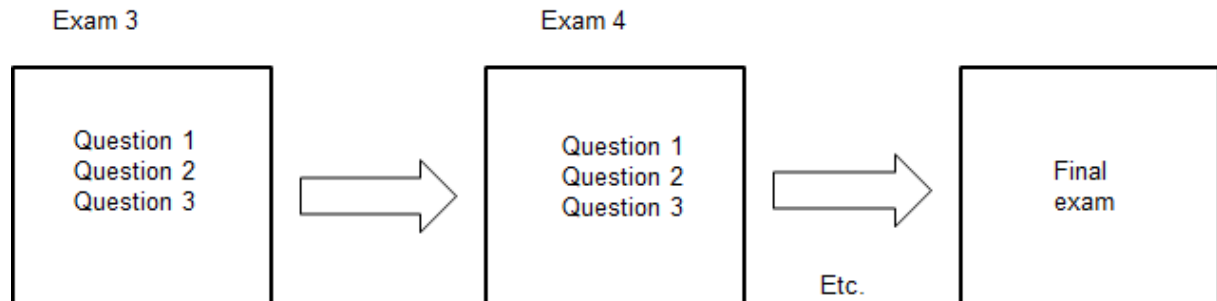 Exam 3
Exam 4
Question 1
Question 2
Question 3
Question 1
Question 2
Question 3
Final
exam
Etc.